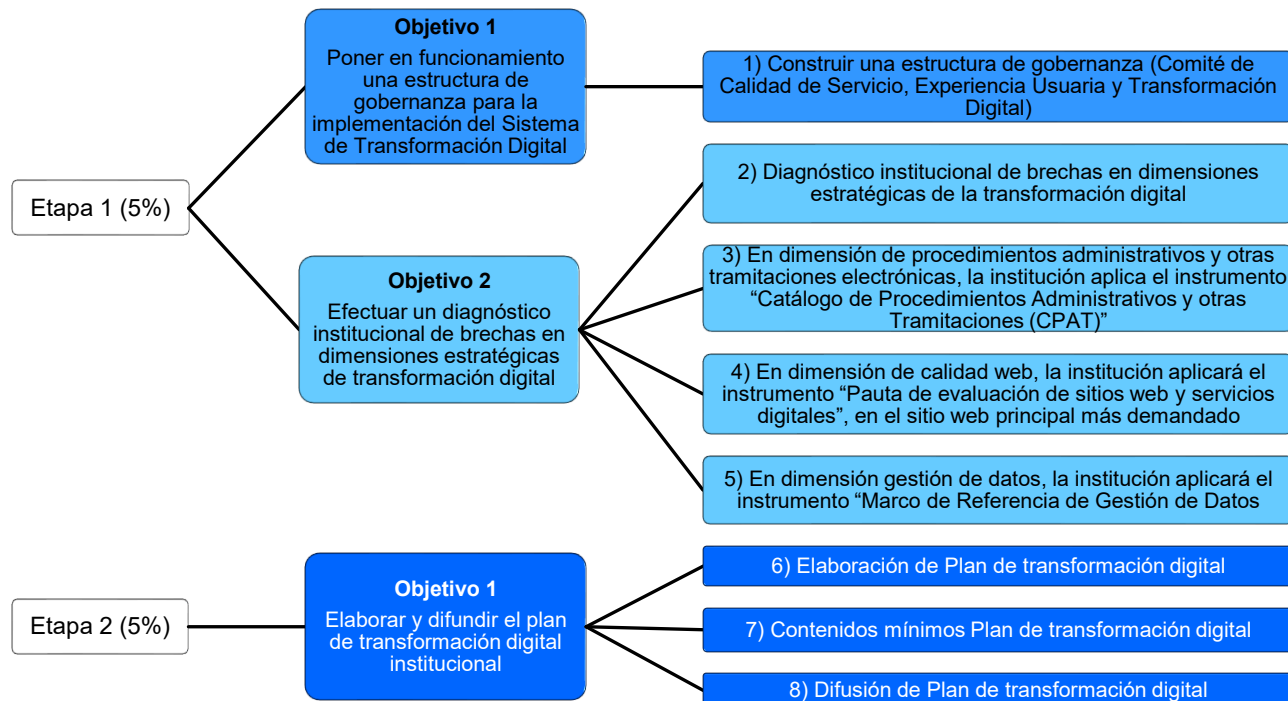 Objetivo 1
Poner en funcionamiento
una estructura de
gobernanza para la
implementación del Sistema
de Transformación Digital
1) Construir una estructura de gobernanza (Comité de
Calidad de Servicio, Experiencia Usuaria y Transformación
Digital)
Etapa 1 (5%)
2) Diagnóstico institucional de brechas en dimensiones
estratégicas de la transformación digital
Objetivo 2
Efectuar un diagnóstico
institucional de brechas en
dimensiones estratégicas
de transformación digital
3) En dimensión de procedimientos administrativos y otras
tramitaciones electrónicas, la institución aplica el instrumento
“Catálogo de Procedimientos Administrativos y otras
Tramitaciones (CPAT)”
4) En dimensión de calidad web, la institución aplicará el
instrumento “Pauta de evaluación de sitios web y servicios
digitales”, en el sitio web principal más demandado
5) En dimensión gestión de datos, la institución aplicará el
instrumento “Marco de Referencia de Gestión de Datos
Etapa 2 (5%)
Objetivo 1
Elaborar y difundir el plan
de transformación digital
institucional
6) Elaboración de Plan de transformación digital
7) Contenidos mínimos Plan de transformación digital
8) Difusión de Plan de transformación digital